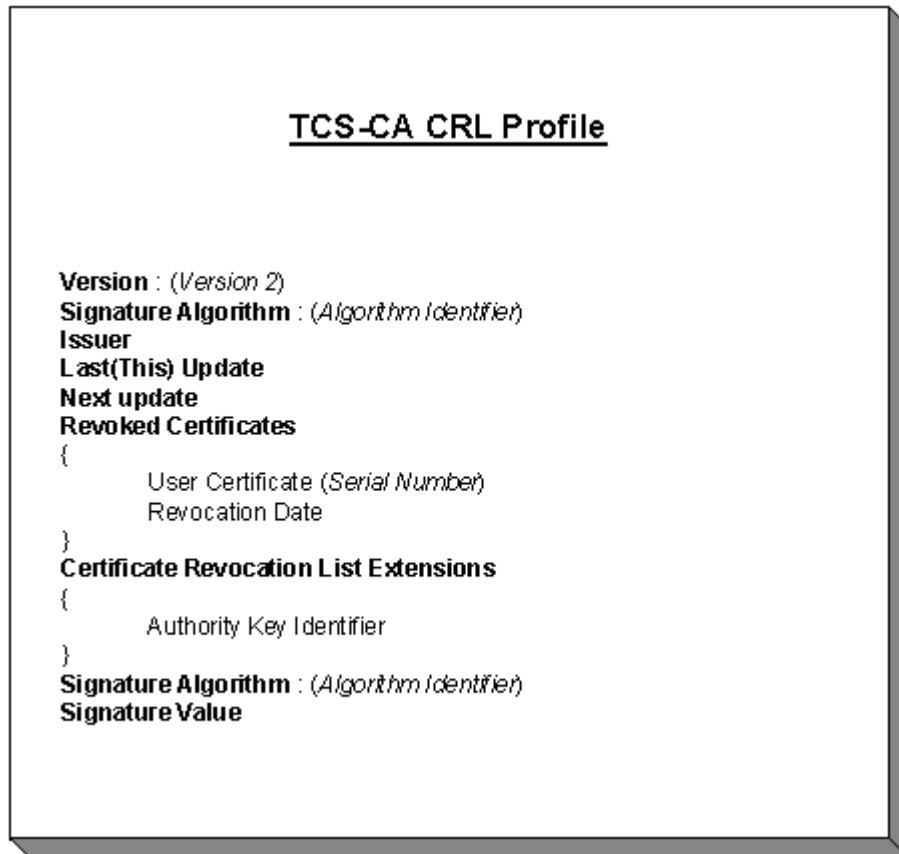 TCS-CA CRL Profile
Version : (Version 2)
Signature Algorithm : (Algorithm Identifier)
Issuer
Last(This) Update
Next update
Revoked Certificates
{
User Certificate (Serial Number)
Revocation Date
}
Certificate Revocation List Extensions
{
Authority Key Identifier
}
Signature Algorithm : (Algorithm Identifier)
Signature Value